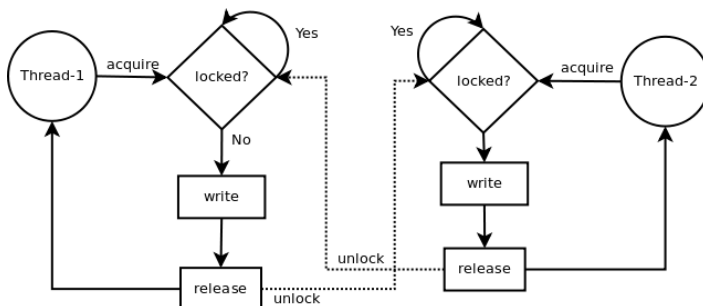 Yes
Yes
Thread-1
acquire
locked?
locked?
acquire
Thread-2
No
write
write
unlock
release
release
unlock